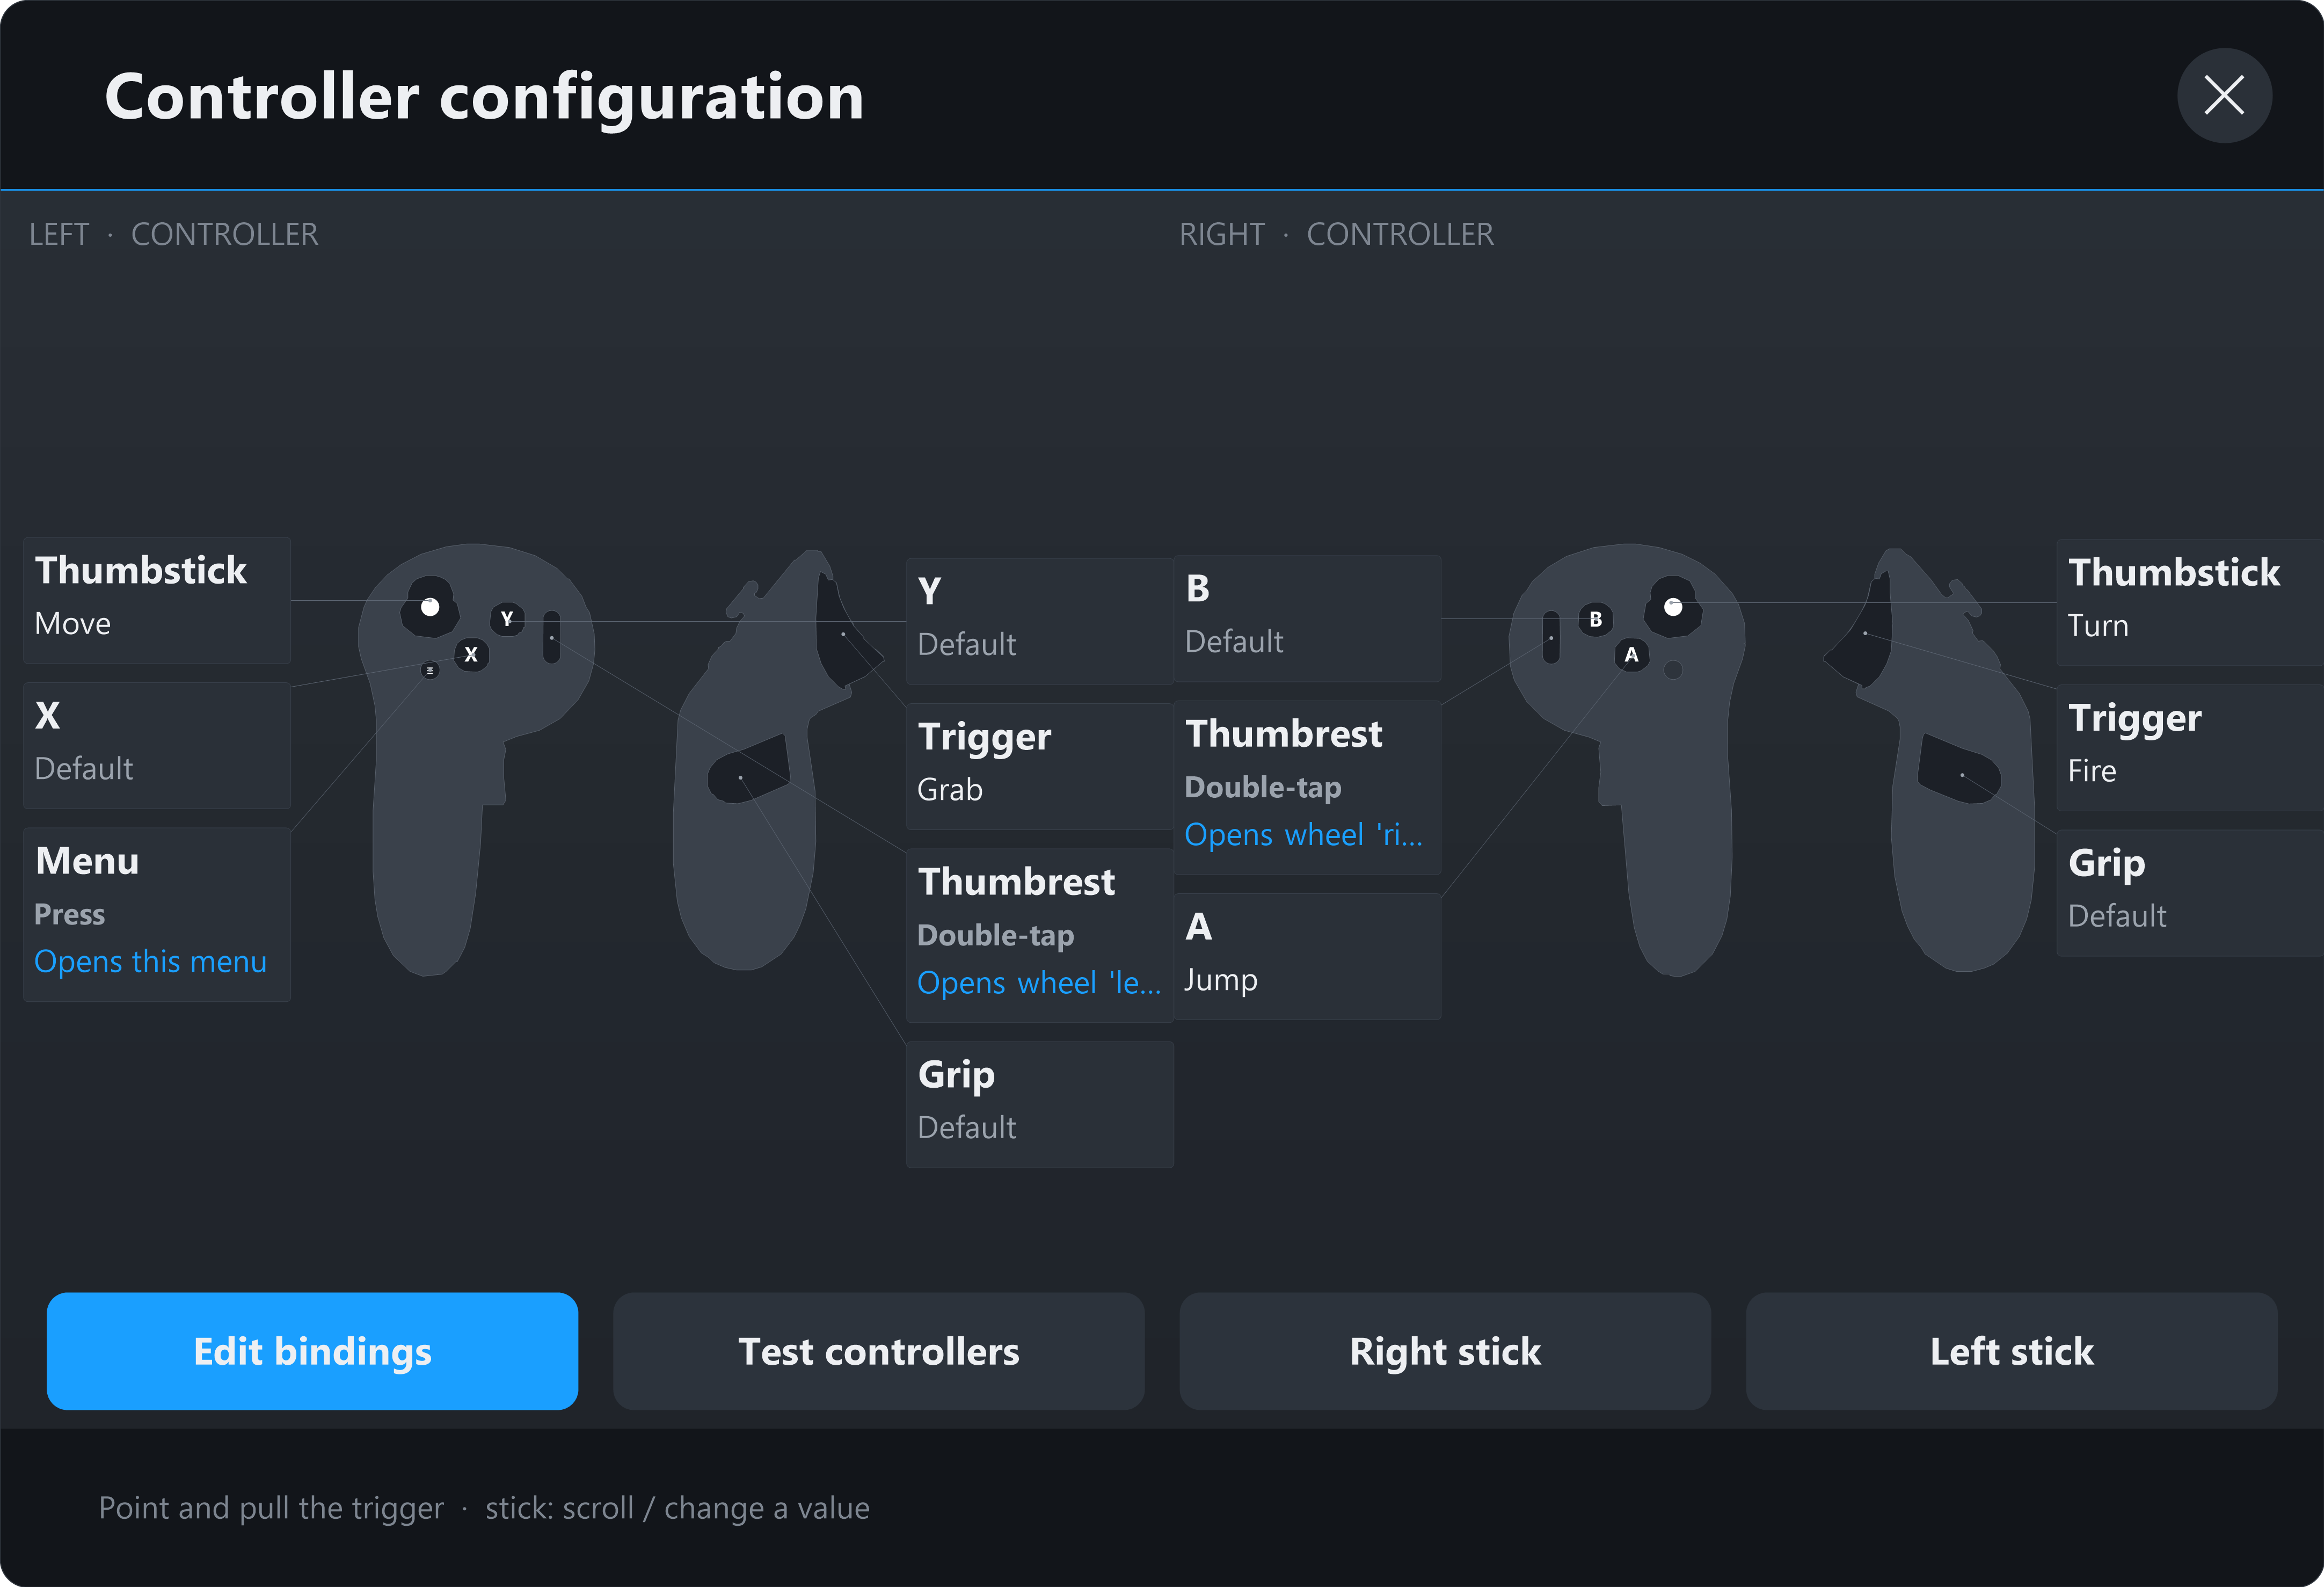 Controller configuration
LEFT · CONTROLLER
RIGHT · CONTROLLER
Thumbstick
Move
X
Default
Menu
Press
Opens this menu
Y
X
Y
Default
Trigger
Grab
Thumbrest
Double-tap
Opens wheel 'le...
Grip
Default
B
Default
Thumbrest
Double-tap
Opens wheel 'ri...
A
Jump
B
A
Thumbstick
Turn
Trigger
Fire
Grip
Default
Edit bindings
Test controllers
Right stick
Left stick
Point and pull the trigger · stick: scroll / change a value